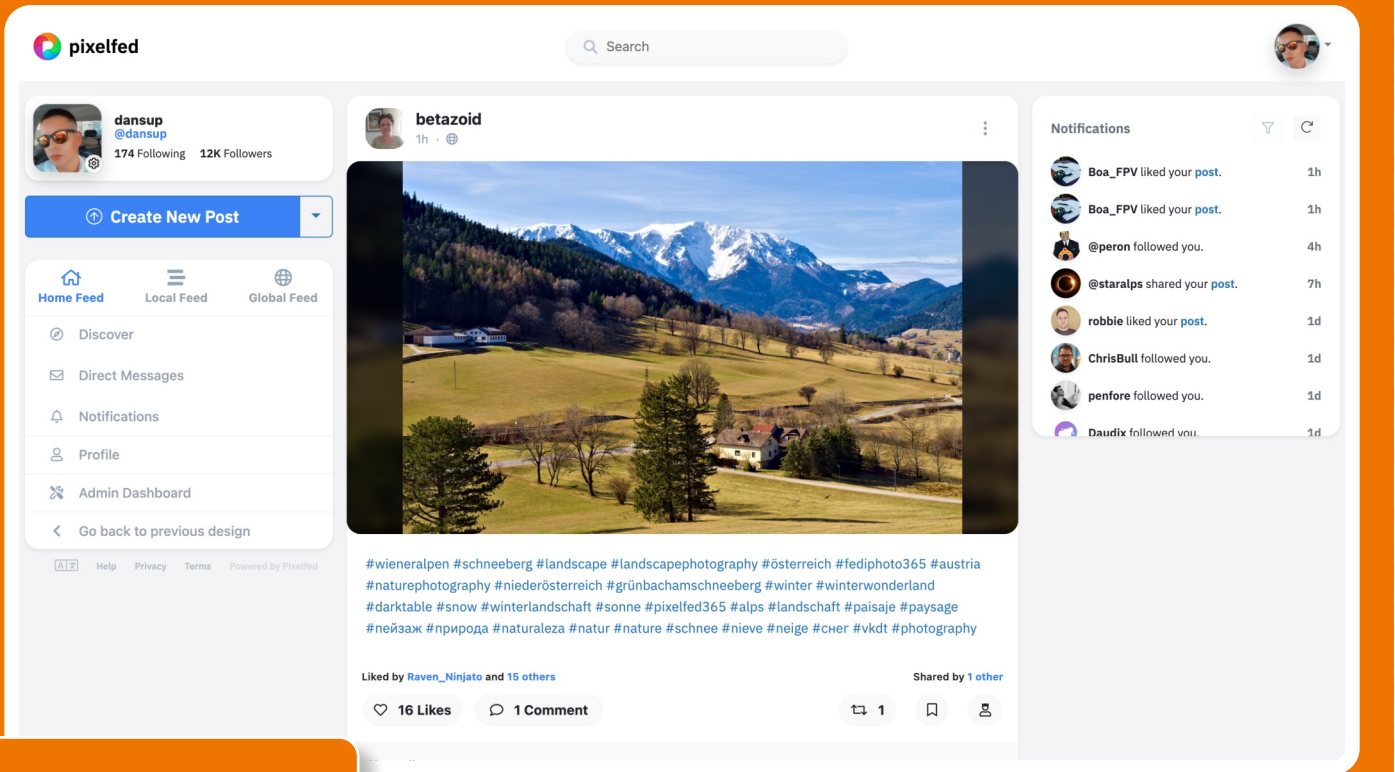 pixelfed
Search
dansup
@dansup
174 Following 12K Followers
Create New Post
Home Feed Local Feed Global Feed
Discover
Direct Messages
Notifications
Profile
Admin Dashboard
Go back to previous design
Help Privacy Terms Powered by Pixelfed
betazoid
1h ·
#wieneralpen #schneeberg #landscape #landscapephotography #österreich #fediphoto365 #austria
#naturephotography #niederösterreich #grünbachamschneeberg #winter #winterwonderland
#darktable #snow #winterlandschaft #sonne #pixelfed365 #alps #landschaft #paisaje #paysage
#пейзаж #природа #naturaleza #natur #nature #schnee #nieve #neige #снег #vkdt #photography
Liked by Raven_Ninjato and 15 others Shared by 1 other
16 Likes 1 Comment 1
Notifications
Boa_FPV liked your post. 1h
Boa_FPV liked your post. 1h
@peron followed you. 4h
@staralps shared your post. 7h
robbie liked your post. 1d
ChrisBull followed you. 1d
penfore followed you. 1d
Daudix followed you. 1d